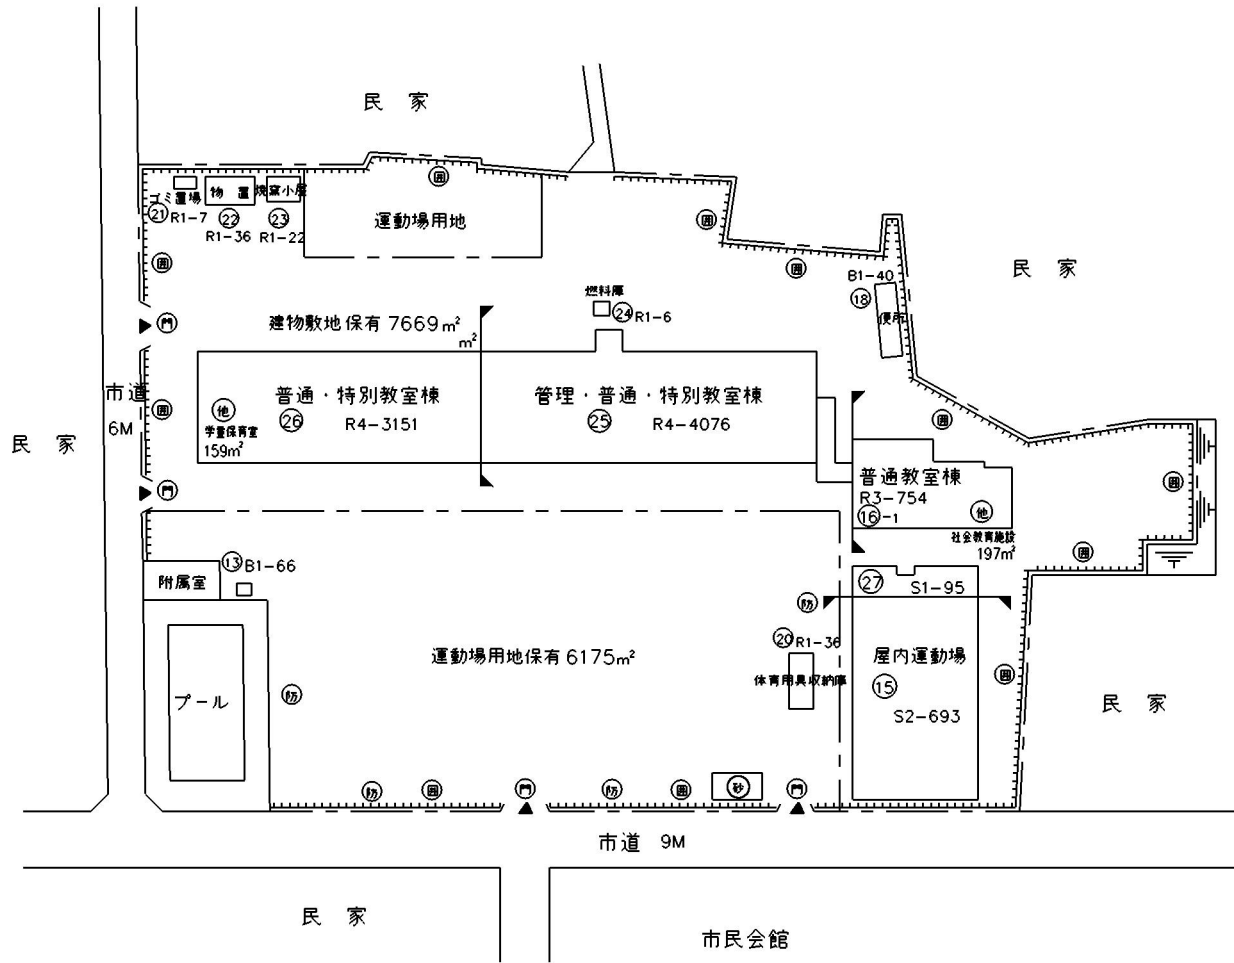 民 家
ゴミ置場
物 置
焼窯小屋
囲
21 R1-7
22
R1-36
23
R1-22
運動場用地
囲
囲
囲
囲
民 家
B1-40
18
便所
燃料庫
24 R1-6
門
建物敷地保有 7669㎡
㎡
市道
6M
民 家
囲
普通・特別教室棟
26 R4-3151
他
学童保育室
159㎡
管理・普通・特別教室棟
25 R4-4076
囲
門
普通教室棟
R3-754
16-1
他
社会教育施設
197㎡
囲
囲
13 B1-66
附属室
27 S1-95
防
20 R1-36
体育用具収納庫
運動場用地保有 6175㎡
屋内運動場
15
S2-693
囲
民 家
プール
防
防
囲
門
防
囲
砂
門
市道 9M
民 家
市民会館